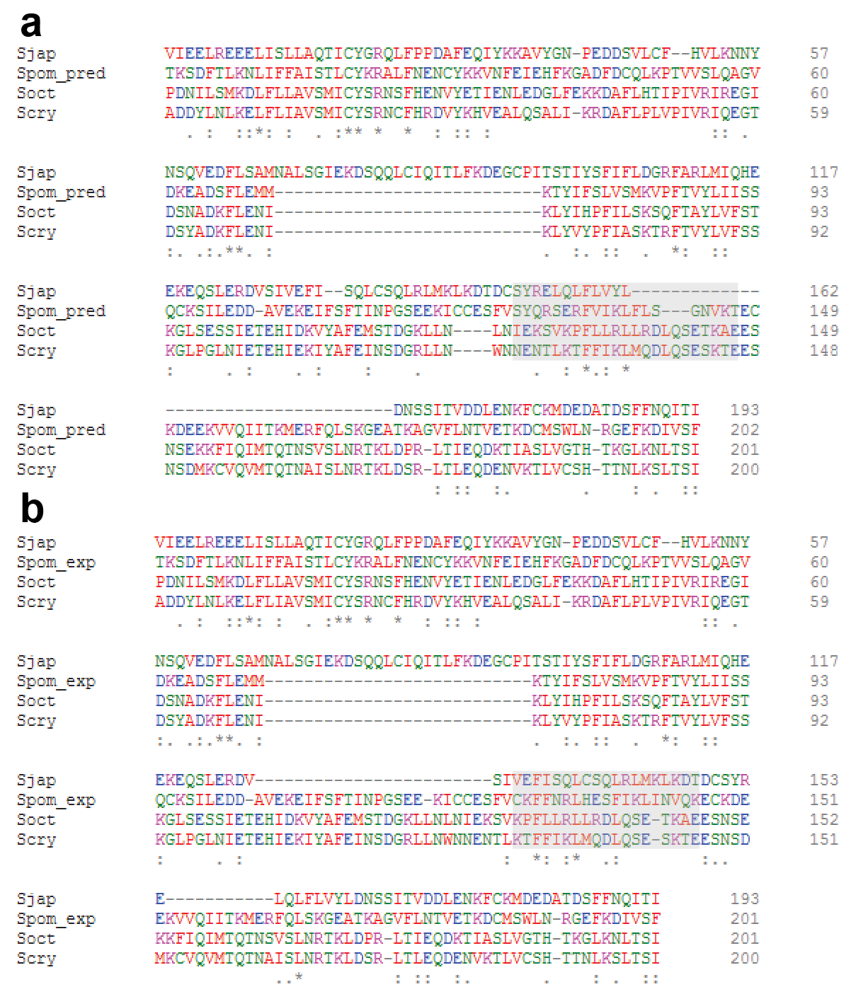 a
Sjap VIEELREEELISLLAQTICYGRQLFPPDAFEQIYKKAVYGN-PEDDSVLCF--HVLKNNY 57
Spom_pred TKSDFTLKNLIFFAISTLCYKRALFNENCYKKVNFEIEHFKGADFDCQLKPTVVSLQAGV 60
Soct PDNILSMKDLFLLAVSMICYSRNSFHENVYETIENLEDGLFEKKDAFLHTIPIVRIREGI 60
Scry ADDYLNLKELFLIAVSMICYSRNCFHRDVYKHVEALQSALI-KRDAFLPLVPIVRIQEGT 59
. : ::*: : . :** * * : :: : :: .
Sjap NSQVEDFLSAMNALSGIEKDSQQLCIQITLFKDEGCPITSTIYSFIFLDGRFARLMIQHE 117
Spom_pred DKEADSFLEMM---------------------------KTYIFSLVSMKVPFTVYLIISS 93
Soct DSNADKFLENI---------------------------KLYIHPFILSKSQFTAYLVFST 93
Scry DSYADKFLENI---------------------------KLYVYPFIASKTRFTVYLVFSS 92
:. .:.**. : . :. :: . *: ::
Sjap EKEQSLERDVSIVEFI--SQLCSQLRLMKLKDTDCSYRELQLFLVYL------------- 162
Spom_pred QCKSILEDD-AVEKEIFSFTINPGSEEKICCESFVSYQRSERFVIKLFLS---GNVKTEC 149
Soct KGLSESSIETEHIDKVYAFEMSTDGKLLN----LNIEKSVKPFLLRLLRDLQSETKAEES 149
Scry KGLPGLNIETEHIEKIYAFEINSDGRLLN----WNNENTLKTFFIKLMQDLQSESKTEES 148
: . : . : : . . : *.: *
Sjap -----------------------DNSSITVDDLENKFCKMDEDATDSFFNQITI 193
Spom_pred KDEEKVVQIITKMERFQLSKGEATKAGVFLNTVETKDCMSWLN-RGEFKDIVSF 202
Soct NSEKKFIQIMTQTNSVSLNRTKLDPR-LTIEQDKTIASLVGTH-TKGLKNLTSI 201
Scry NSDMKCVQVMTQTNAISLNRTKLDSR-LTLEQDENVKTLVCSH-TTNLKSLTSI 200
: :: :. . : . ::
b
Sjap VIEELREEELISLLAQTICYGRQLFPPDAFEQIYKKAVYGN-PEDDSVLCF--HVLKNNY 57
Spom_exp TKSDFTLKNLIFFAISTLCYKRALFNENCYKKVNFEIEHFKGADFDCQLKPTVVSLQAGV 60
Soct PDNILSMKDLFLLAVSMICYSRNSFHENVYETIENLEDGLFEKKDAFLHTIPIVRIREGI 60
Scry ADDYLNLKELFLIAVSMICYSRNCFHRDVYKHVEALQSALI-KRDAFLPLVPIVRIQEGT 59
. : ::*: : . :** * * : :: : :: .
Sjap NSQVEDFLSAMNALSGIEKDSQQLCIQITLFKDEGCPITSTIYSFIFLDGRFARLMIQHE 117
Spom_exp DKEADSFLEMM---------------------------KTYIFSLVSMKVPFTVYLIISS 93
Soct DSNADKFLENI---------------------------KLYIHPFILSKSQFTAYLVFST 93
Scry DSYADKFLENI---------------------------KLYVYPFIASKTRFTVYLVFSS 92
:. .:.**. : . :. :: . *: ::
Sjap EKEQSLERDV------------------------SIVEFISQLCSQLRLMKLKDTDCSYR 153
Spom_exp QCKSILEDD-AVEKEIFSFTINPGSEE-KICCESFVCKFFNRLHESFIKLINVQKECKDE 151
Soct KGLSESSIETEHIDKVYAFEMSTDGKLLNLNIEKSVKPFLLRLLRDLQSE-TKAEESNSE 152
Scry KGLPGLNIETEHIEKIYAFEINSDGRLLNWNNENTLKTFFIKLMQDLQSE-SKTEESNSD 151
: . : : *: :* .: :..
Sjap E-----------LQLFLVYLDNSSITVDDLENKFCKMDEDATDSFFNQITI 193
Spom_exp EKVVQIITKMERFQLSKGEATKAGVFLNTVETKDCMSWLN-RGEFKDIVSF 201
Soct KKFIQIMTQTNSVSLNRTKLDPR-LTIEQDKTIASLVGTH-TKGLKNLTSI 201
Scry MKCVQVMTQTNAISLNRTKLDSR-LTLEQDENVKTLVCSH-TTNLKSLTSI 200
..* : :: :. . : . ::